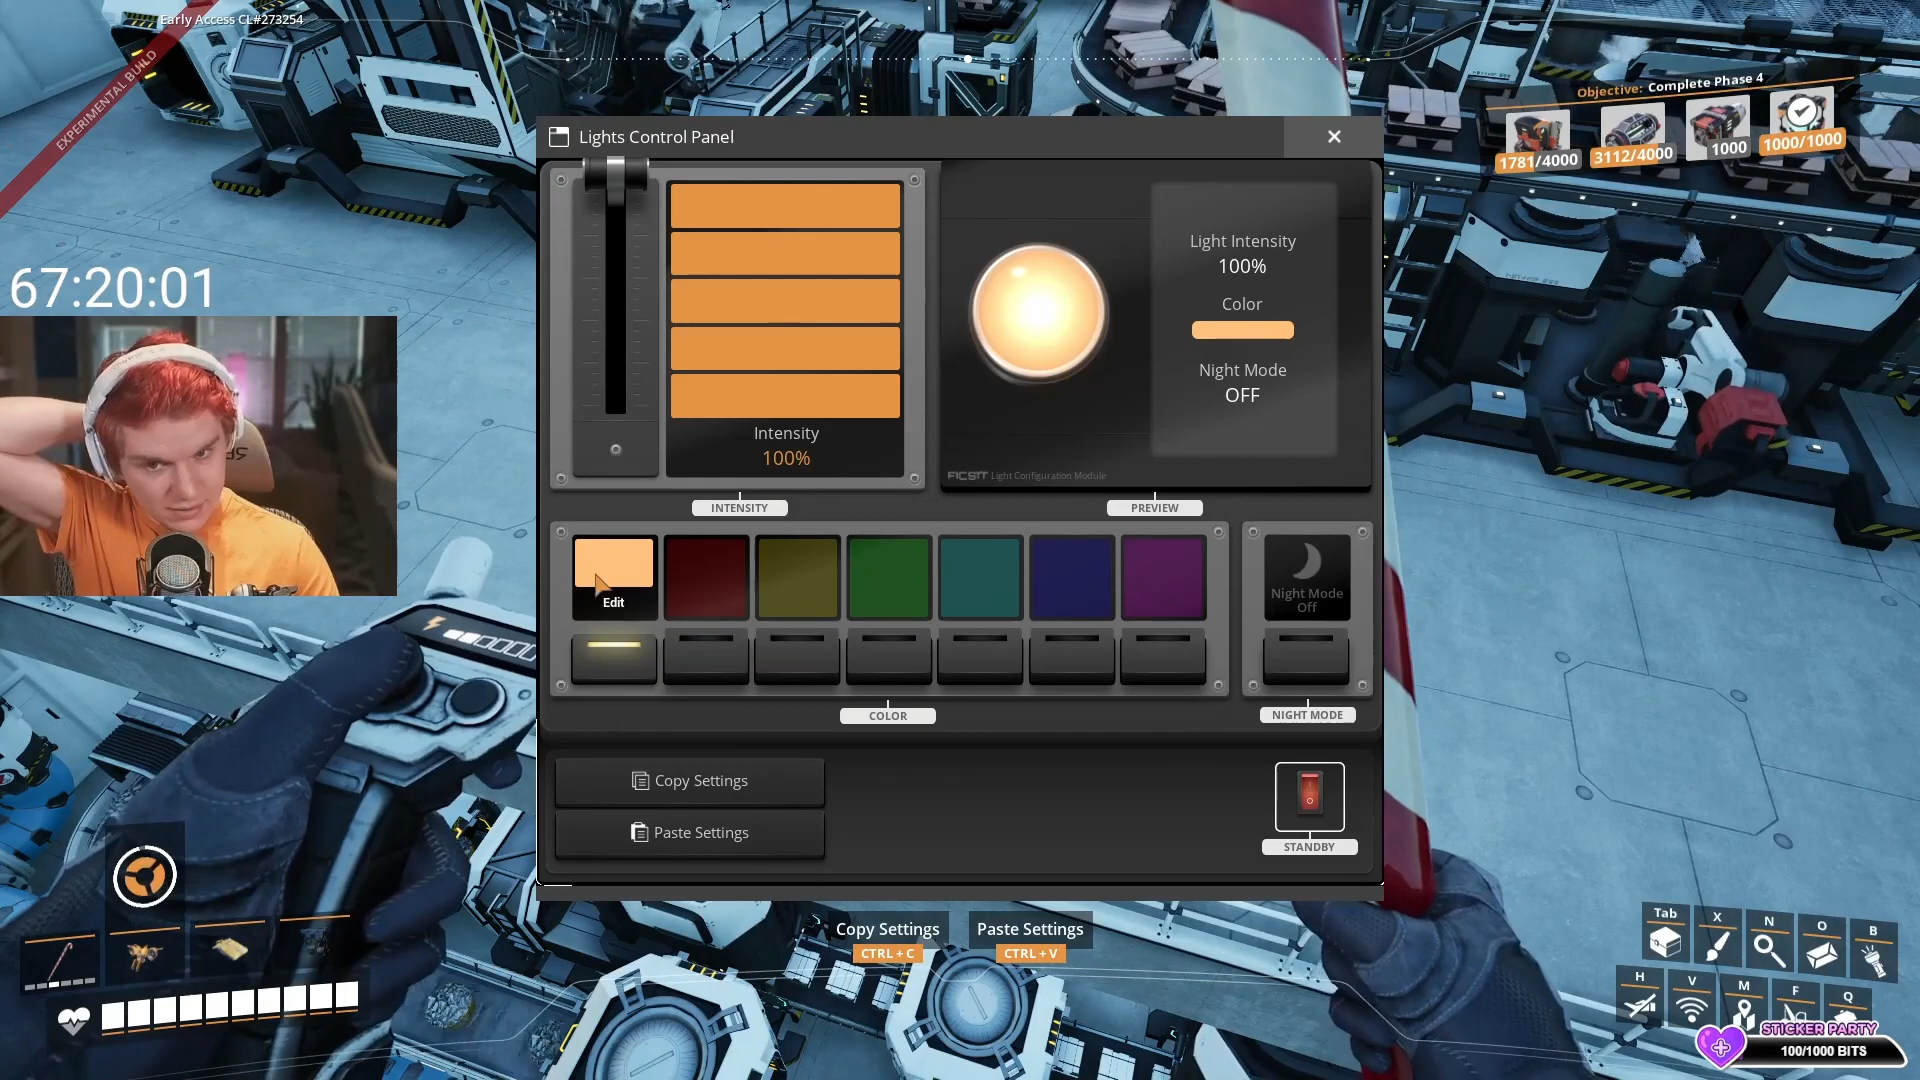 Early Access CL#273254
EXPERIMENTAL BUILD
Objective: Complete Phase 4
1781/4000
3112/4000
1000
1000/1000
67:20:01
Lights Control Panel
Intensity
100%
Light Intensity
100%
Color
Night Mode
OFF
FICSIT Light Configuration Module
INTENSITY
PREVIEW
Edit
Night Mode
Off
COLOR
NIGHT MODE
Copy Settings
Paste Settings
STANDBY
Copy Settings
CTRL + C
Paste Settings
CTRL + V
Tab
X
N
O
B
H
V
M
F
Q
STICKER PARTY
100/1000 BITS